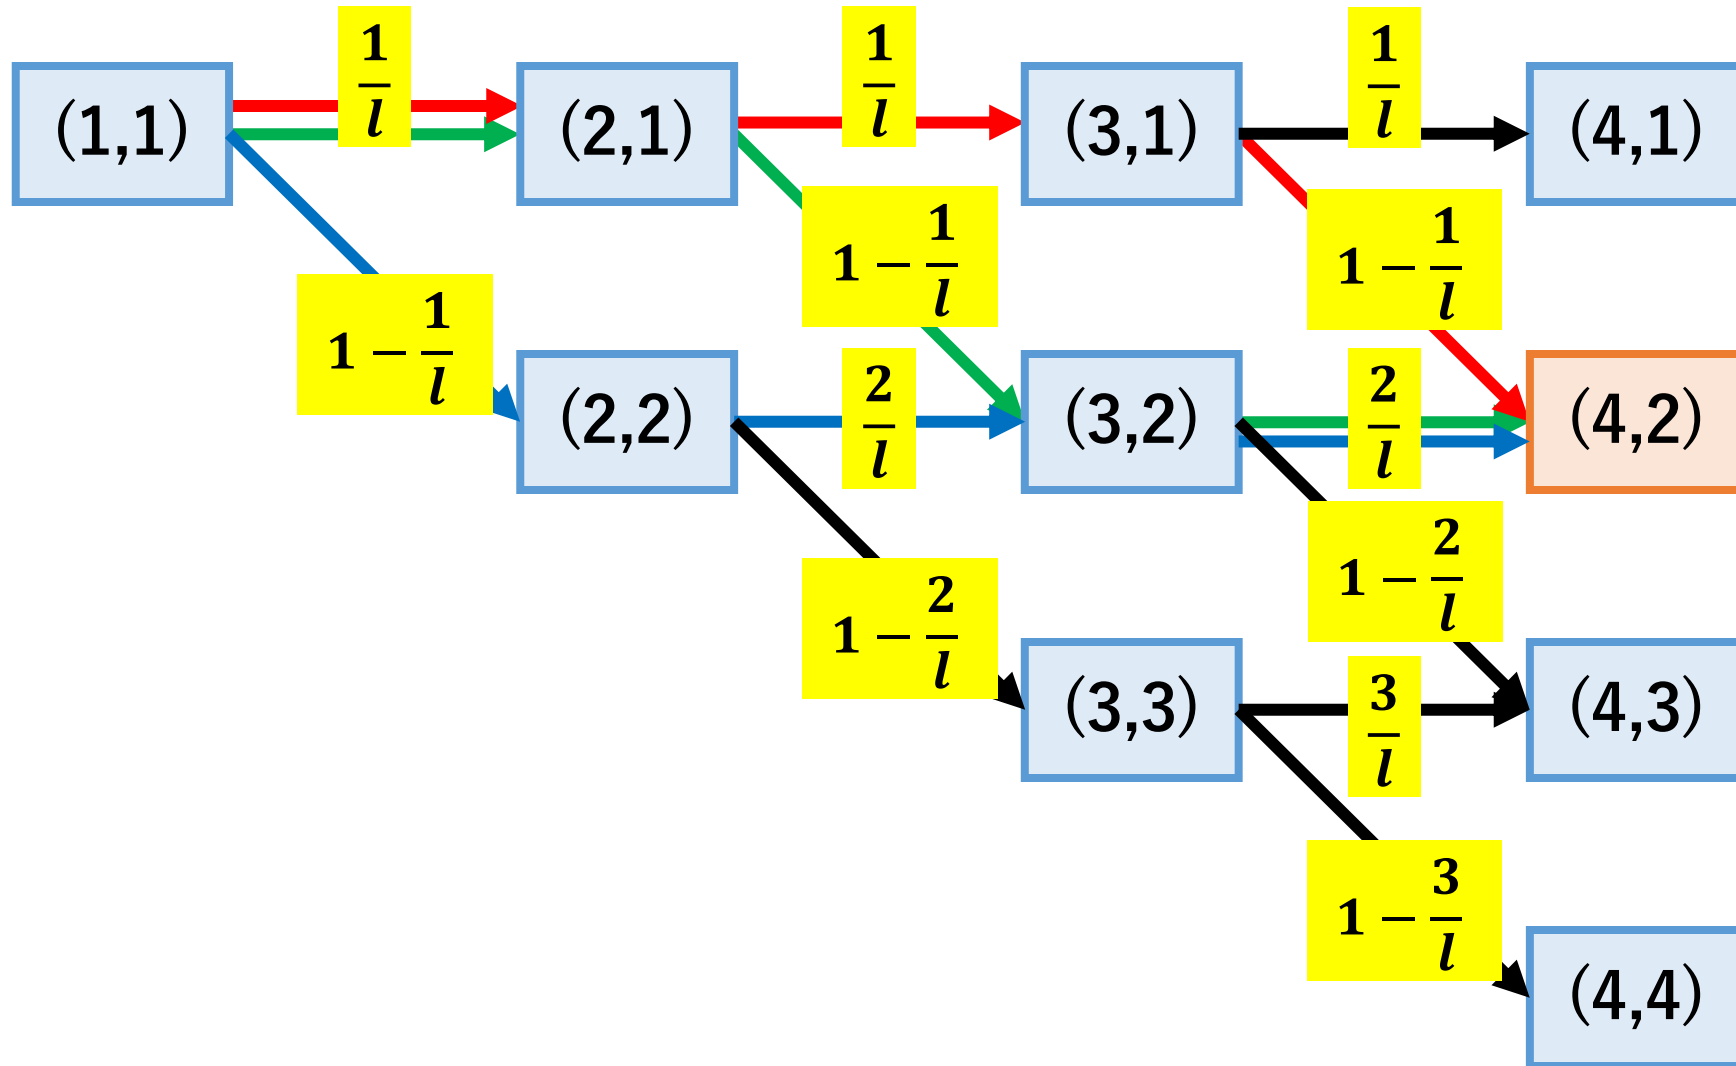 1/l
1/l
1/l
(1,1)
(2,1)
(3,1)
(4,1)
1 − 1/l
1 − 1/l
1 − 1/l
(2,2)
2/l
(3,2)
2/l
(4,2)
1 − 2/l
1 − 2/l
(3,3)
3/l
(4,3)
1 − 3/l
(4,4)